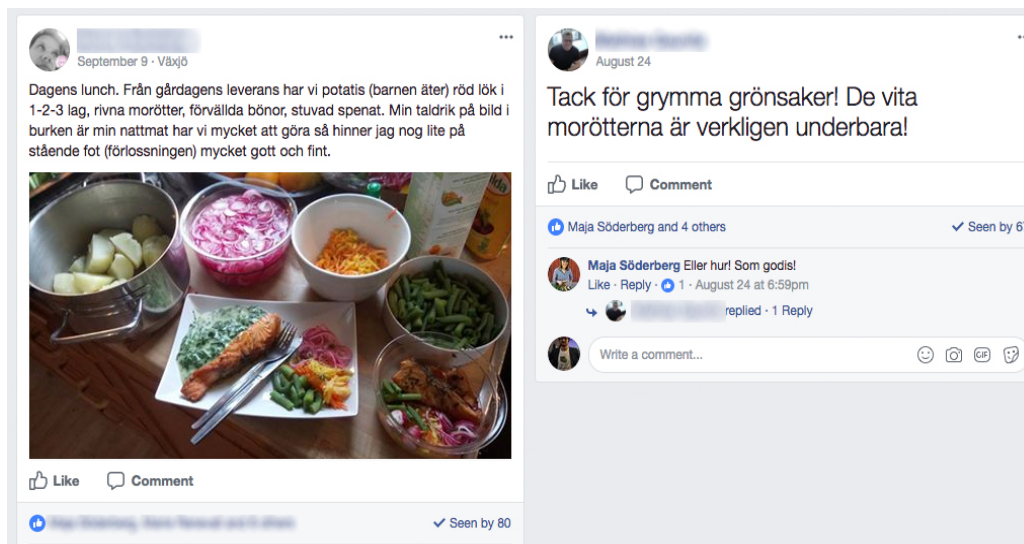 September 9 · Växjö
Dagens lunch. Från gårdagens leverans har vi potatis (barnen äter) röd lök i
1-2-3 lag, rivna morötter, förvällda bönor, stuvad spenat. Min taldrik på bild i
burken är min nattmat har vi mycket att göra så hinner jag nog lite på
stående fot (förlossningen) mycket gott och fint.
Like
Comment
Seen by 80
August 24
Tack för grymma grönsaker! De vita
morötterna är verkligen underbara!
Like
Comment
Maja Söderberg and 4 others
Seen by
Maja Söderberg Eller hur! Som godis!
Like · Reply · 1 · August 24 at 6:59pm
replied · 1 Reply
Write a comment...
GIF